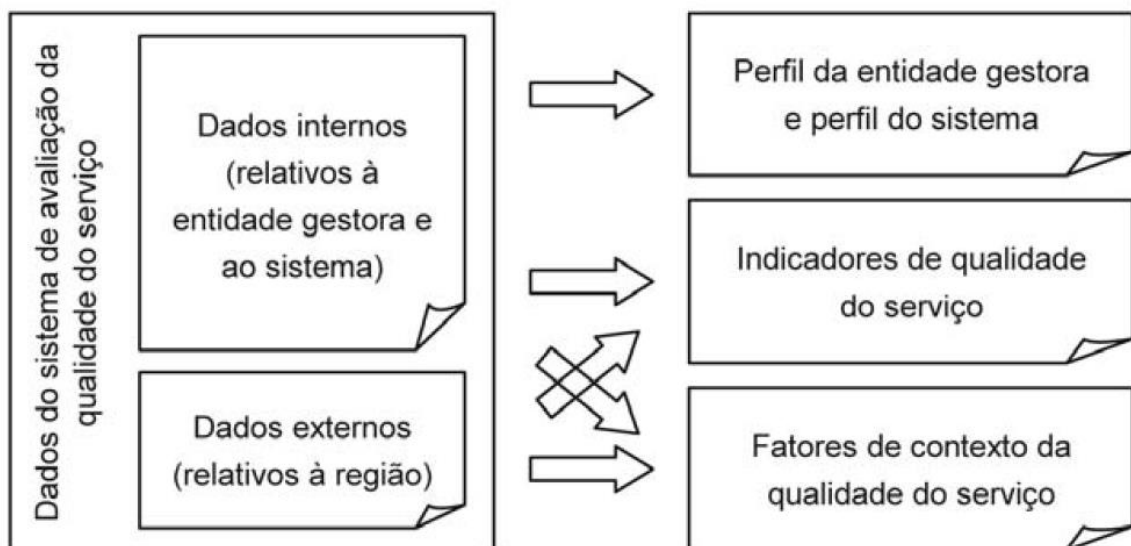 Dados do sistema de avaliação da
qualidade do serviço
Dados internos
(relativos à
entidade gestora e
ao sistema)
Dados externos
(relativos à região)
Perfil da entidade gestora
e perfil do sistema
Indicadores de qualidade
do serviço
Fatores de contexto da
qualidade do serviço